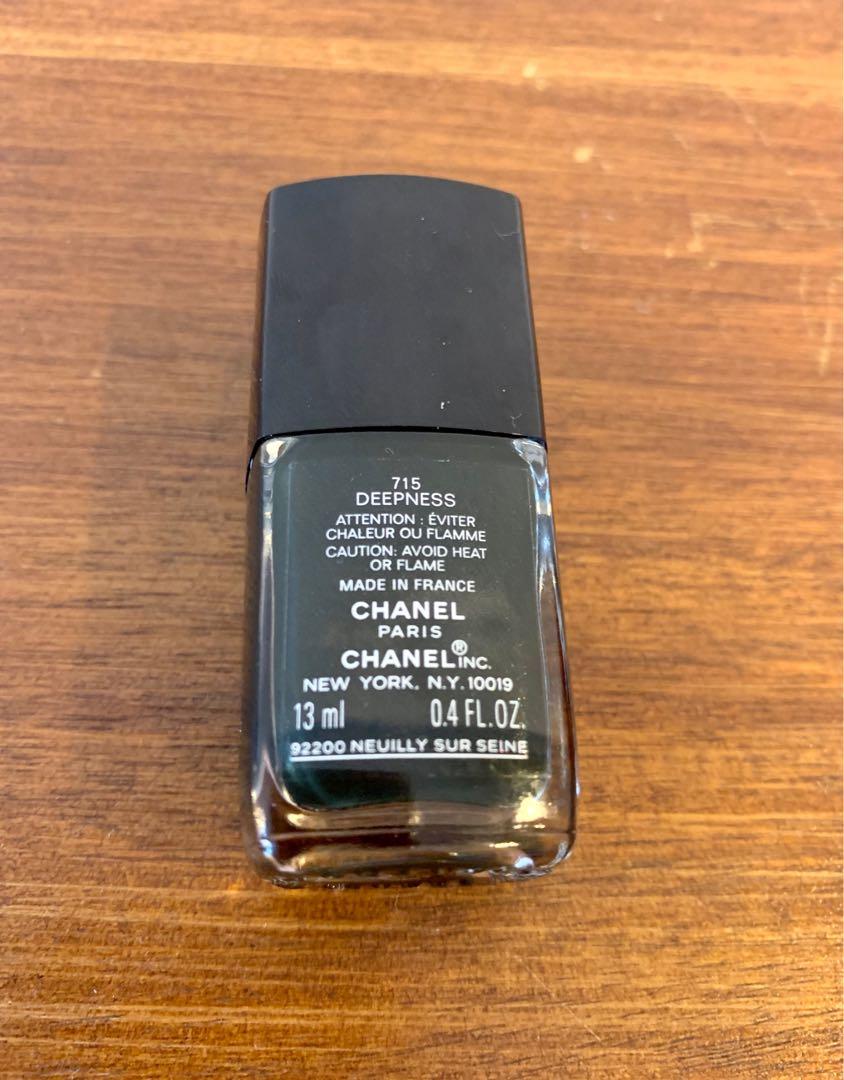 715
DEEPNESS
ATTENTION : ÉVITER
CHALEUR OU FLAMME
CAUTION: AVOID HEAT
OR FLAME
MADE IN FRANCE
CHANEL
PARIS
CHANEL® INC.
NEW YORK. N.Y. 10019
13 ml 0.4 FL.OZ.
92200 NEUILLY SUR SEINE